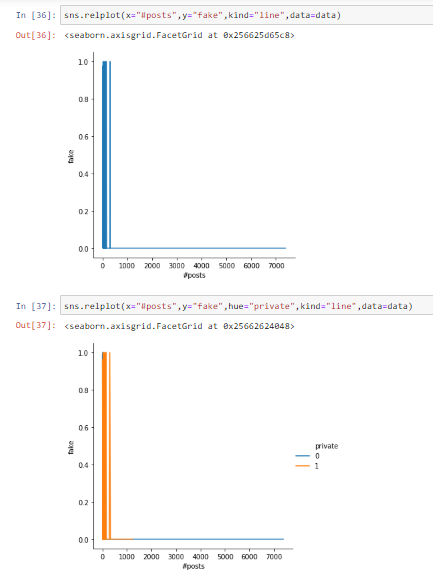 In [36]: sns.relplot(x="#posts",y="fake",kind="line",data=data)
Out[36]: <seaborn.axisgrid.FacetGrid at 0x256625d65c8>
1.0
0.8
0.6
0.4
0.2
0.0
fake
0 1000 2000 3000 4000 5000 6000 7000
#posts
In [37]: sns.relplot(x="#posts",y="fake",hue="private",kind="line",data=data)
Out[37]: <seaborn.axisgrid.FacetGrid at 0x25662624048>
1.0
0.8
0.6
0.4
0.2
0.0
fake
private
0
1
0 1000 2000 3000 4000 5000 6000 7000
#posts